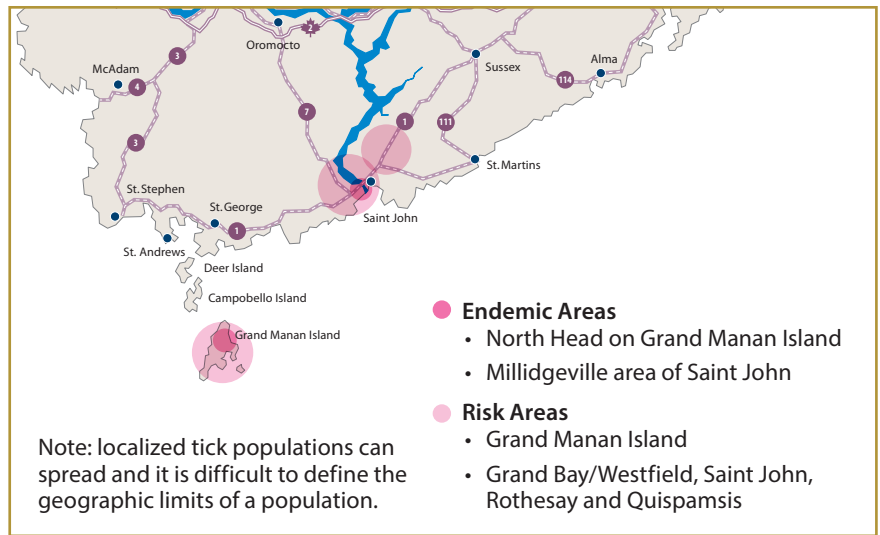 2
Oromocto
3
Sussex
Alma
McAdam
4
114
7
1
111
3
St. Martins
St. Stephen
St. George
Saint John
1
St. Andrews
Deer Island
Campobello Island
Grand Manan Island
Endemic Areas
• North Head on Grand Manan Island
• Millidgeville area of Saint John
Risk Areas
• Grand Manan Island
• Grand Bay/Westfield, Saint John,
Rothesay and Quispamsis
Note: localized tick populations can
spread and it is difficult to define the
geographic limits of a population.